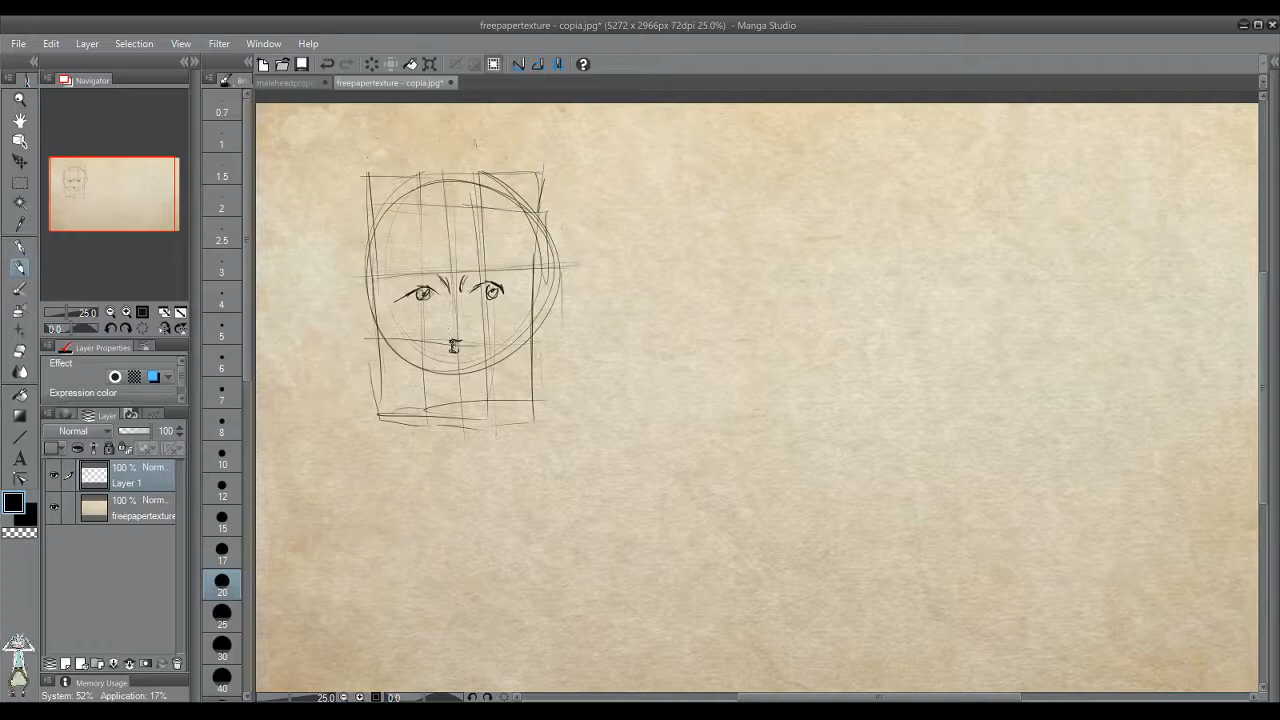 freepapertexture - copia.jpg* (5272 x 2966px 72dpi 25.0%) - Manga Studio
File Edit Layer Selection View Filter Window Help
Navigator
freepapertexture - copia.jpg*
0.7
1
1.5
2
2.5
3
4
5
6
7
8
10
12
15
17
20
25
30
40
25.0
0.0
Layer Properties
Effect
Expression color
Layer
Normal 100
100 % Norm..
Layer 1
100 % Norm..
freepapertexture
Memory Usage
System: 52% Application: 17%
25.0 0.0